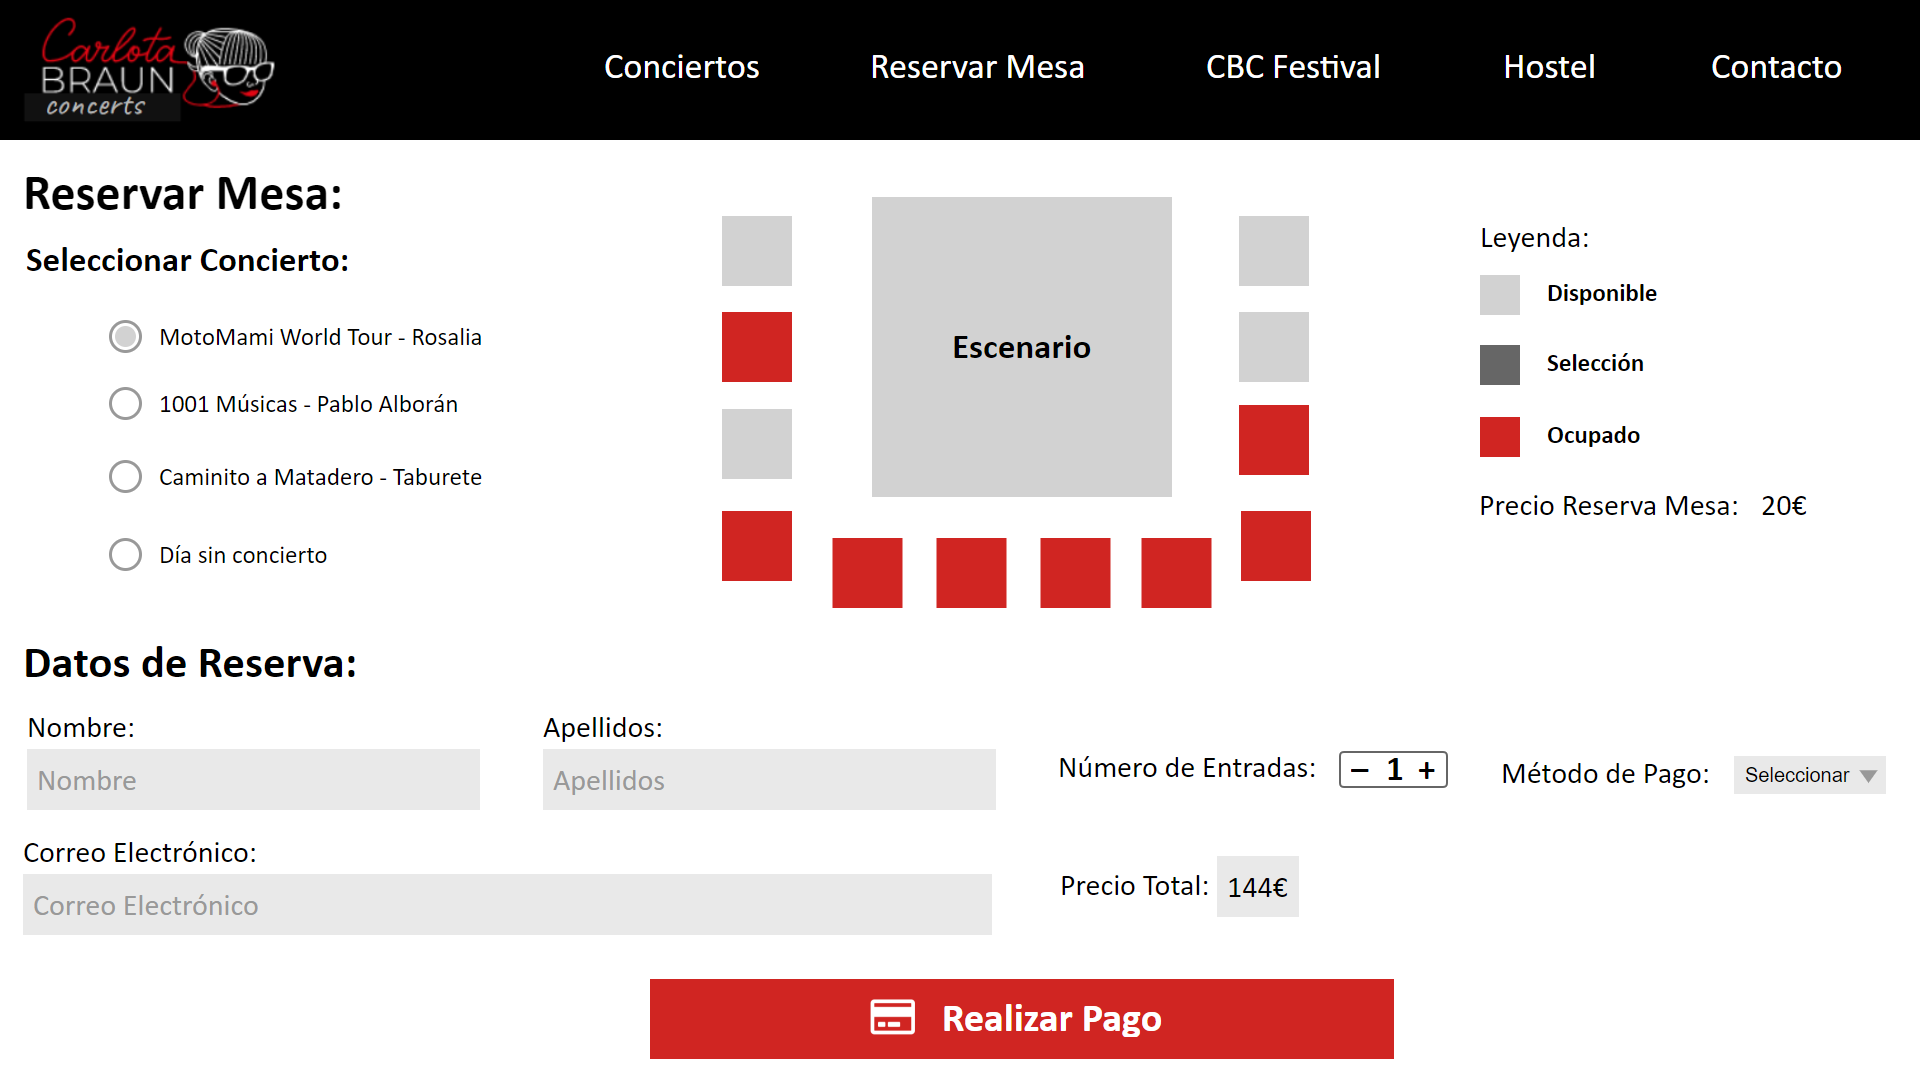 Carlota
BRAUN
concerts
Conciertos
Reservar Mesa
CBC Festival
Hostel
Contacto
Reservar Mesa:
Seleccionar Concierto:
MotoMami World Tour - Rosalia
1001 Músicas - Pablo Alborán
Caminito a Matadero - Taburete
Día sin concierto
Escenario
Leyenda:
Disponible
Selección
Ocupado
Precio Reserva Mesa: 20€
Datos de Reserva:
Nombre:
Nombre
Apellidos:
Apellidos
Número de Entradas: − 1 +
Método de Pago: Seleccionar
Correo Electrónico:
Correo Electrónico
Precio Total: 144€
Realizar Pago